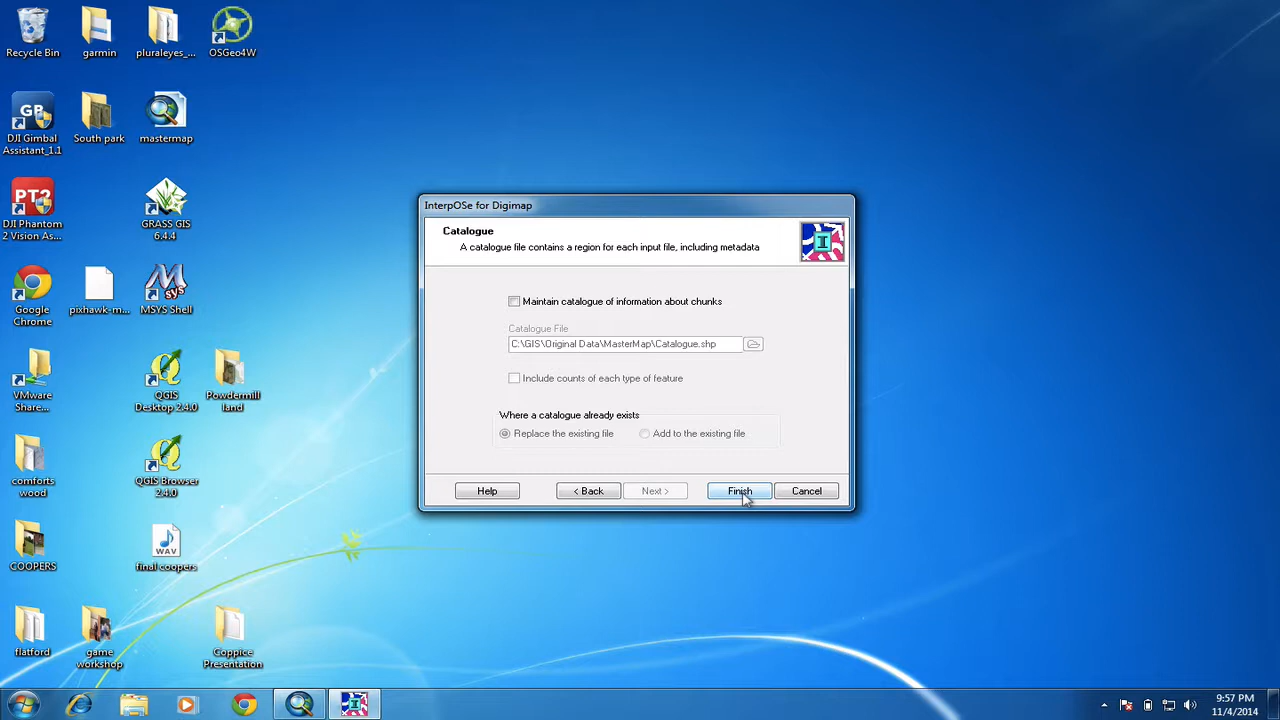 Recycle Bin
garmin
pluraleyes_...
OSGeo4W
DJI Gimbal
Assistant_1.1
South park
mastermap
DJI Phantom
2 Vision As...
GRASS GIS
6.4.4
Google
Chrome
pixhawk-m...
MSYS Shell
VMware
Share...
QGIS
Desktop 2.4.0
Powdermill
land
comforts
wood
QGIS Browser
2.4.0
COOPERS
WAV
final coopers
flatford
game
workshop
Coppice
Presentation
InterpOSe for Digimap
Catalogue
A catalogue file contains a region for each input file, including metadata
Maintain catalogue of information about chunks
Catalogue File
C:\GIS\Original Data\MasterMap\Catalogue.shp
Include counts of each type of feature
Where a catalogue already exists
Replace the existing file
Add to the existing file
Help
< Back
Next >
Finish
Cancel
9:57 PM
11/4/2014